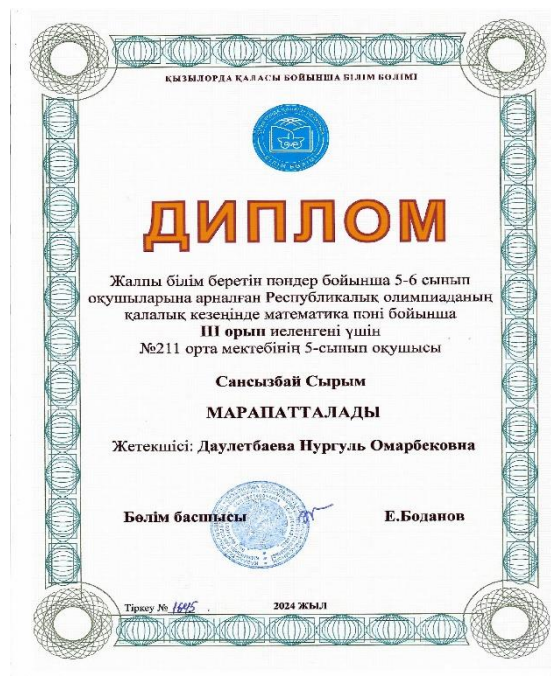 ҚЫЗЫЛОРДА ҚАЛАСЫ БОЙЫНША БІЛІМ БӨЛІМІ
ДИПЛОМ
Жалпы білім беретін пәндер бойынша 5-6 сынып
оқушыларына арналған Республикалық олимпиаданың
қалалық кезеңінде математика пәні бойынша
III орын иеленгені үшін
№211 орта мектебінің 5-сынып оқушысы
Сансызбай Сырым
МАРАПАТТАЛАДЫ
Жетекшісі: Даулетбаева Нургуль Омарбековна
Бөлім басшысы Е.Боданов
Тіркеу № 1645 .
2024 ЖЫЛ